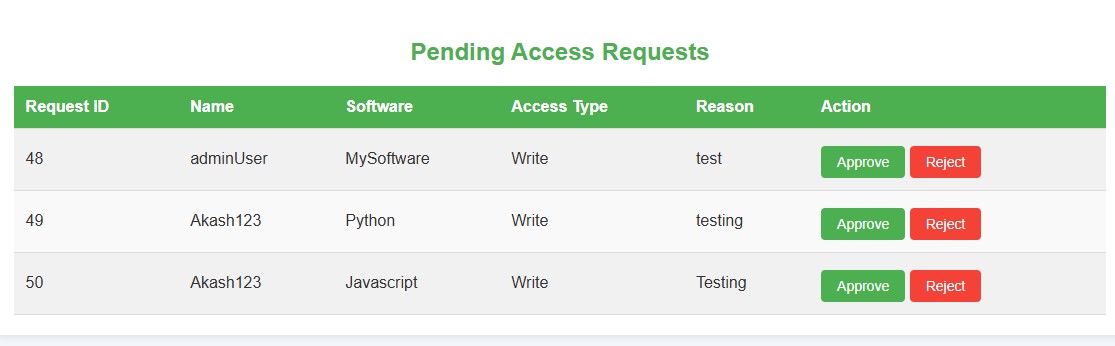 Pending Access Requests
Request ID Name Software Access Type Reason Action
48 adminUser MySoftware Write test Approve Reject
49 Akash123 Python Write testing Approve Reject
50 Akash123 Javascript Write Testing Approve Reject